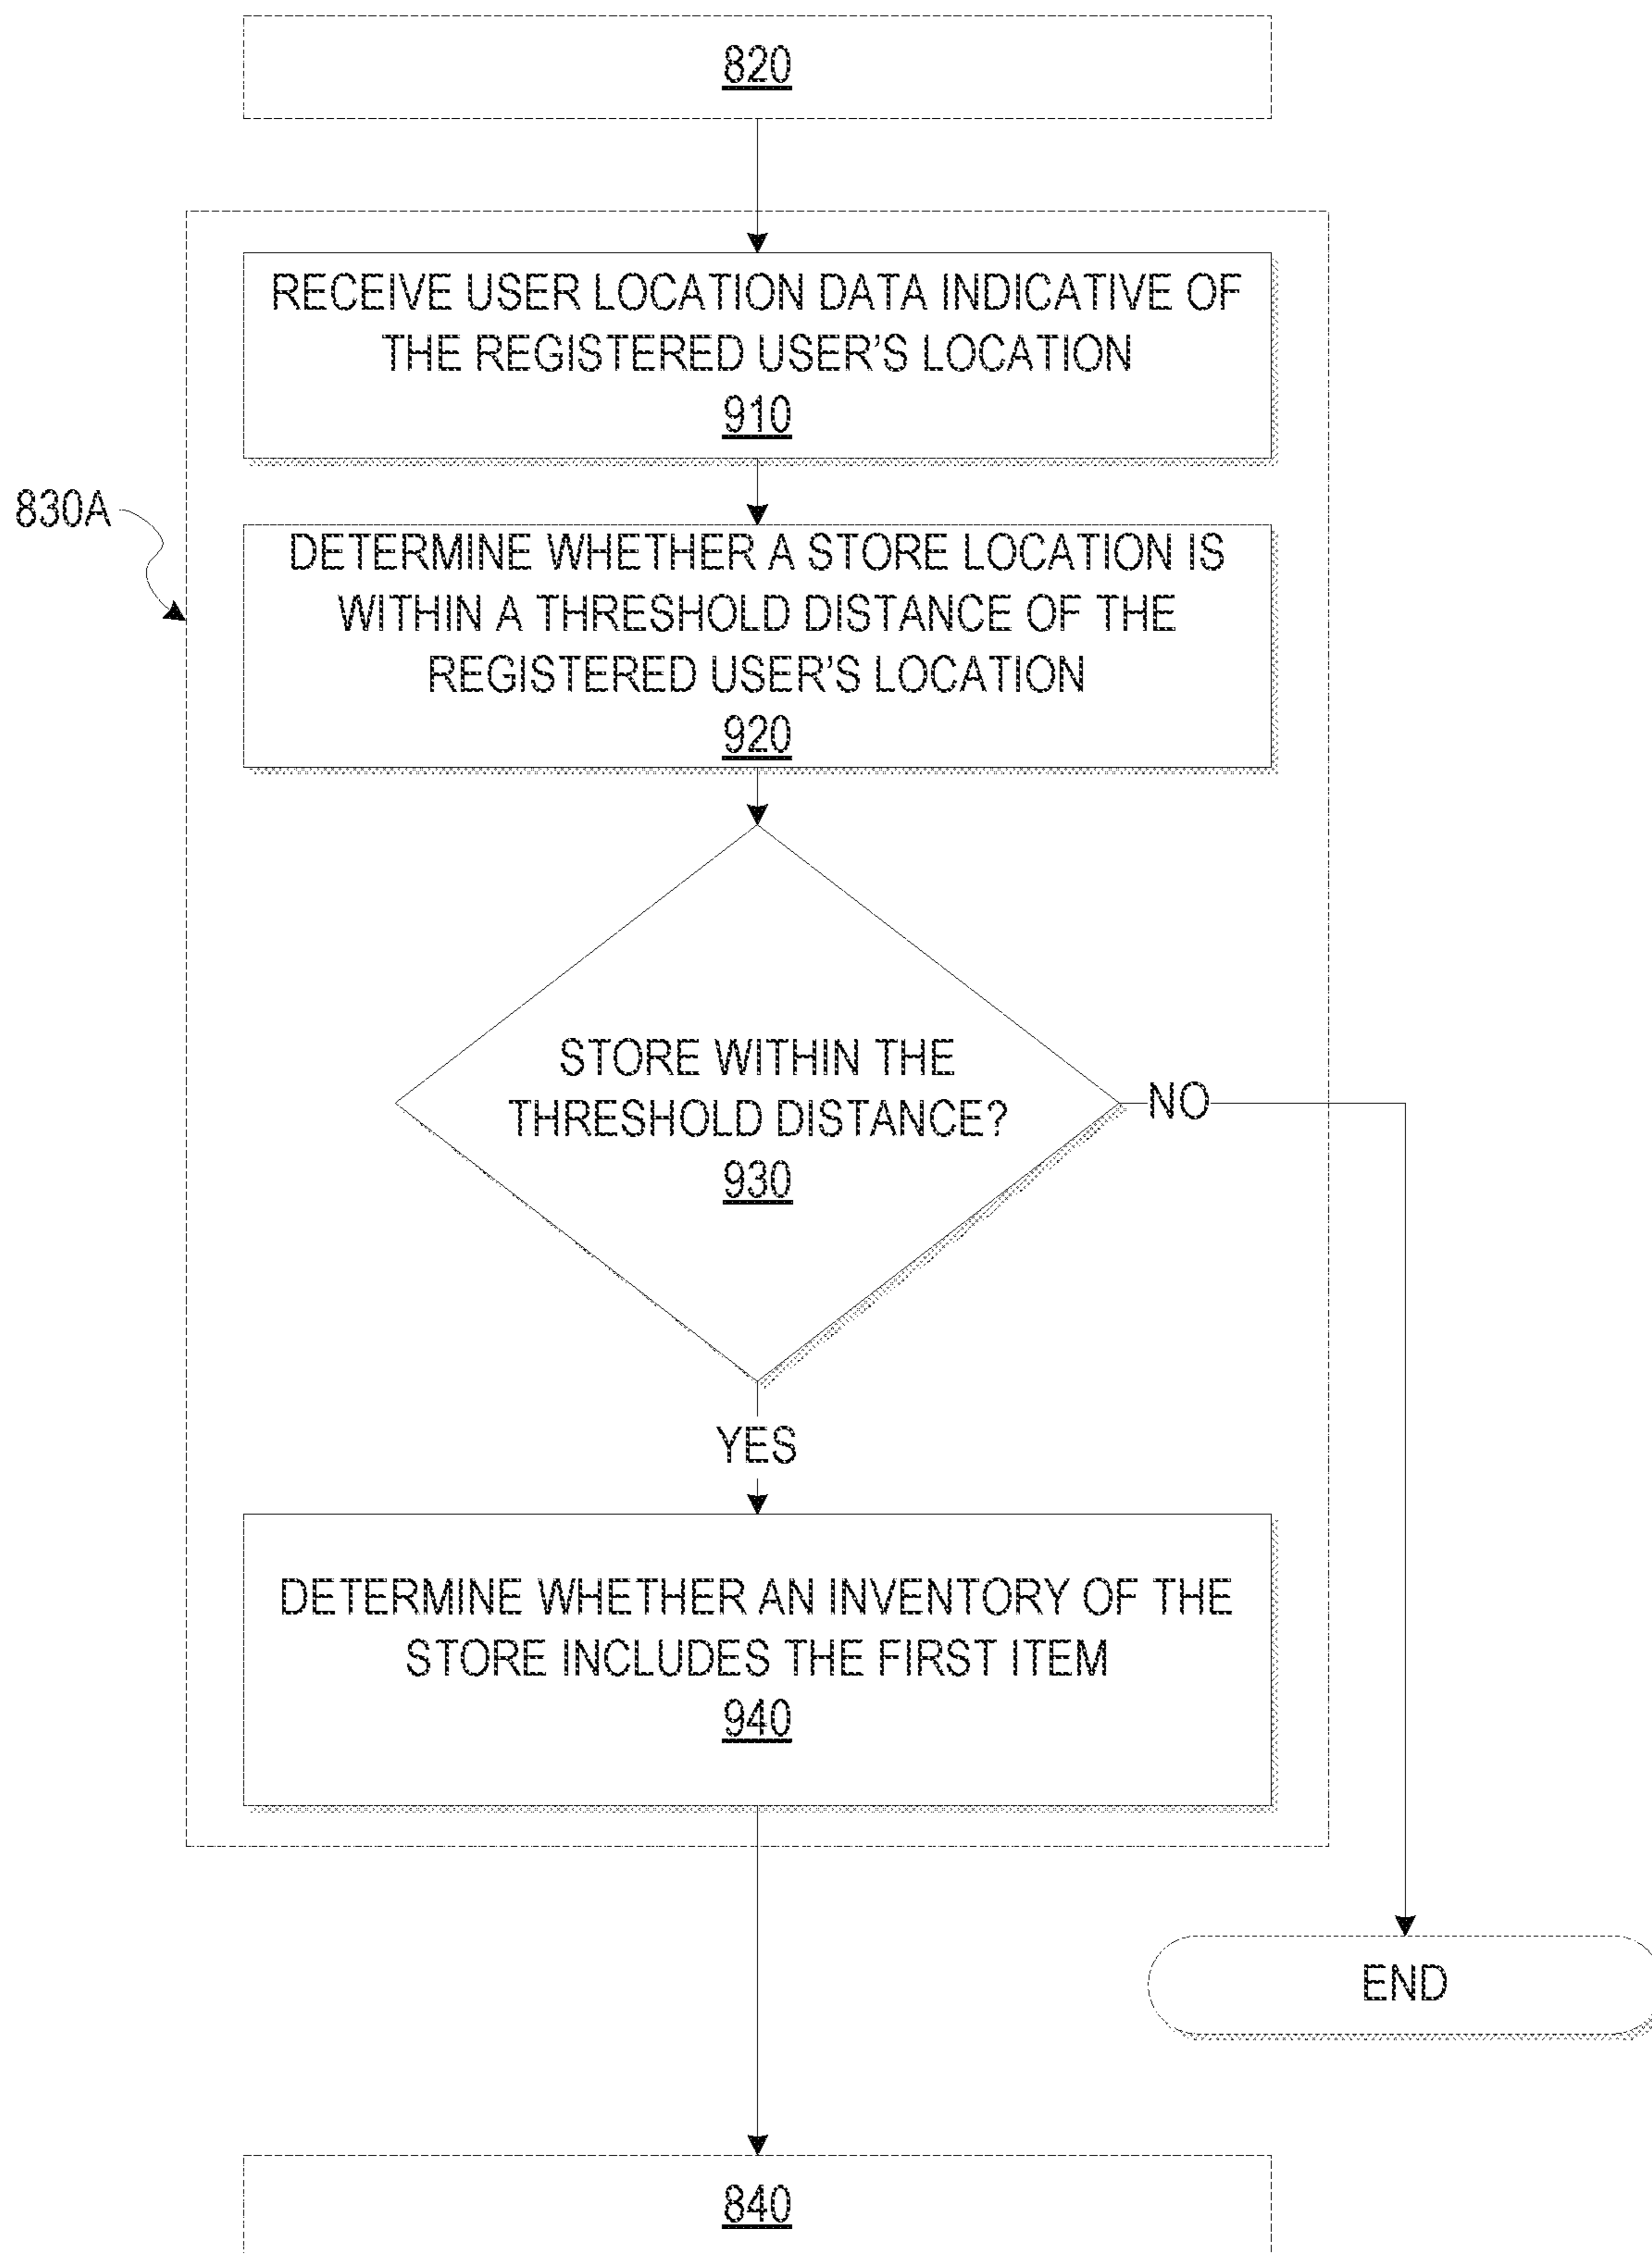 820
RECEIVE USER LOCATION DATA INDICATIVE OF
THE REGISTERED USER'S LOCATION
910
830A
DETERMINE WHETHER A STORE LOCATION IS
WITHIN A THRESHOLD DISTANCE OF THE
REGISTERED USER'S LOCATION
920
STORE WITHIN THE
THRESHOLD DISTANCE?
930
NO
YES
DETERMINE WHETHER AN INVENTORY OF THE
STORE INCLUDES THE FIRST ITEM
940
END
840